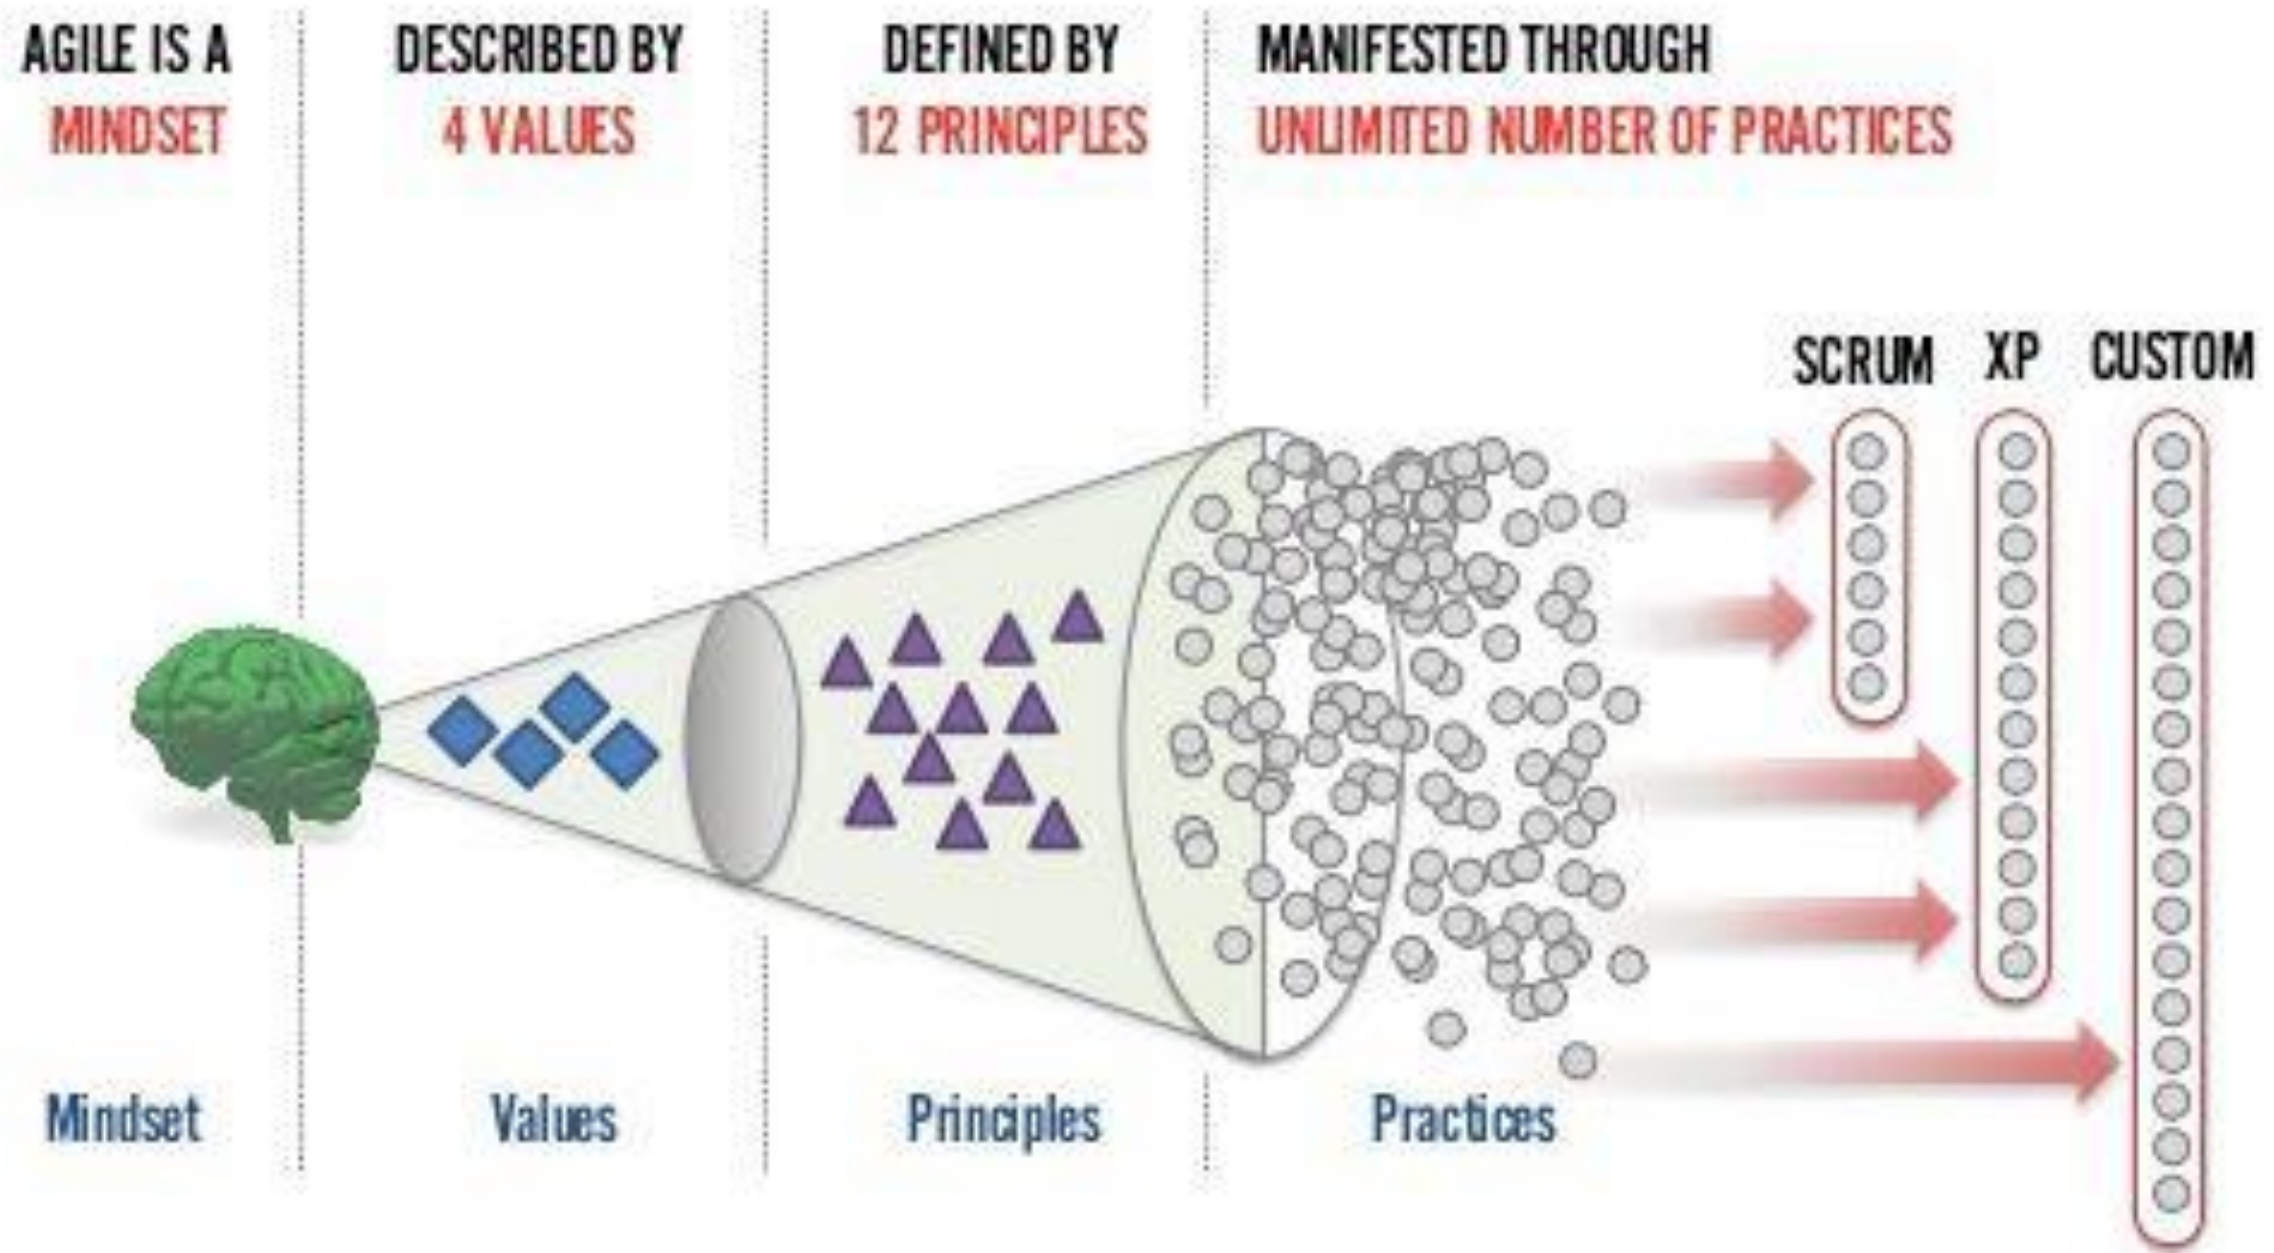 AGILE IS A
MINDSET
DESCRIBED BY
4 VALUES
DEFINED BY
12 PRINCIPLES
MANIFESTED THROUGH
UNLIMITED NUMBER OF PRACTICES
SCRUM
XP
CUSTOM
Mindset
Values
Principles
Practices